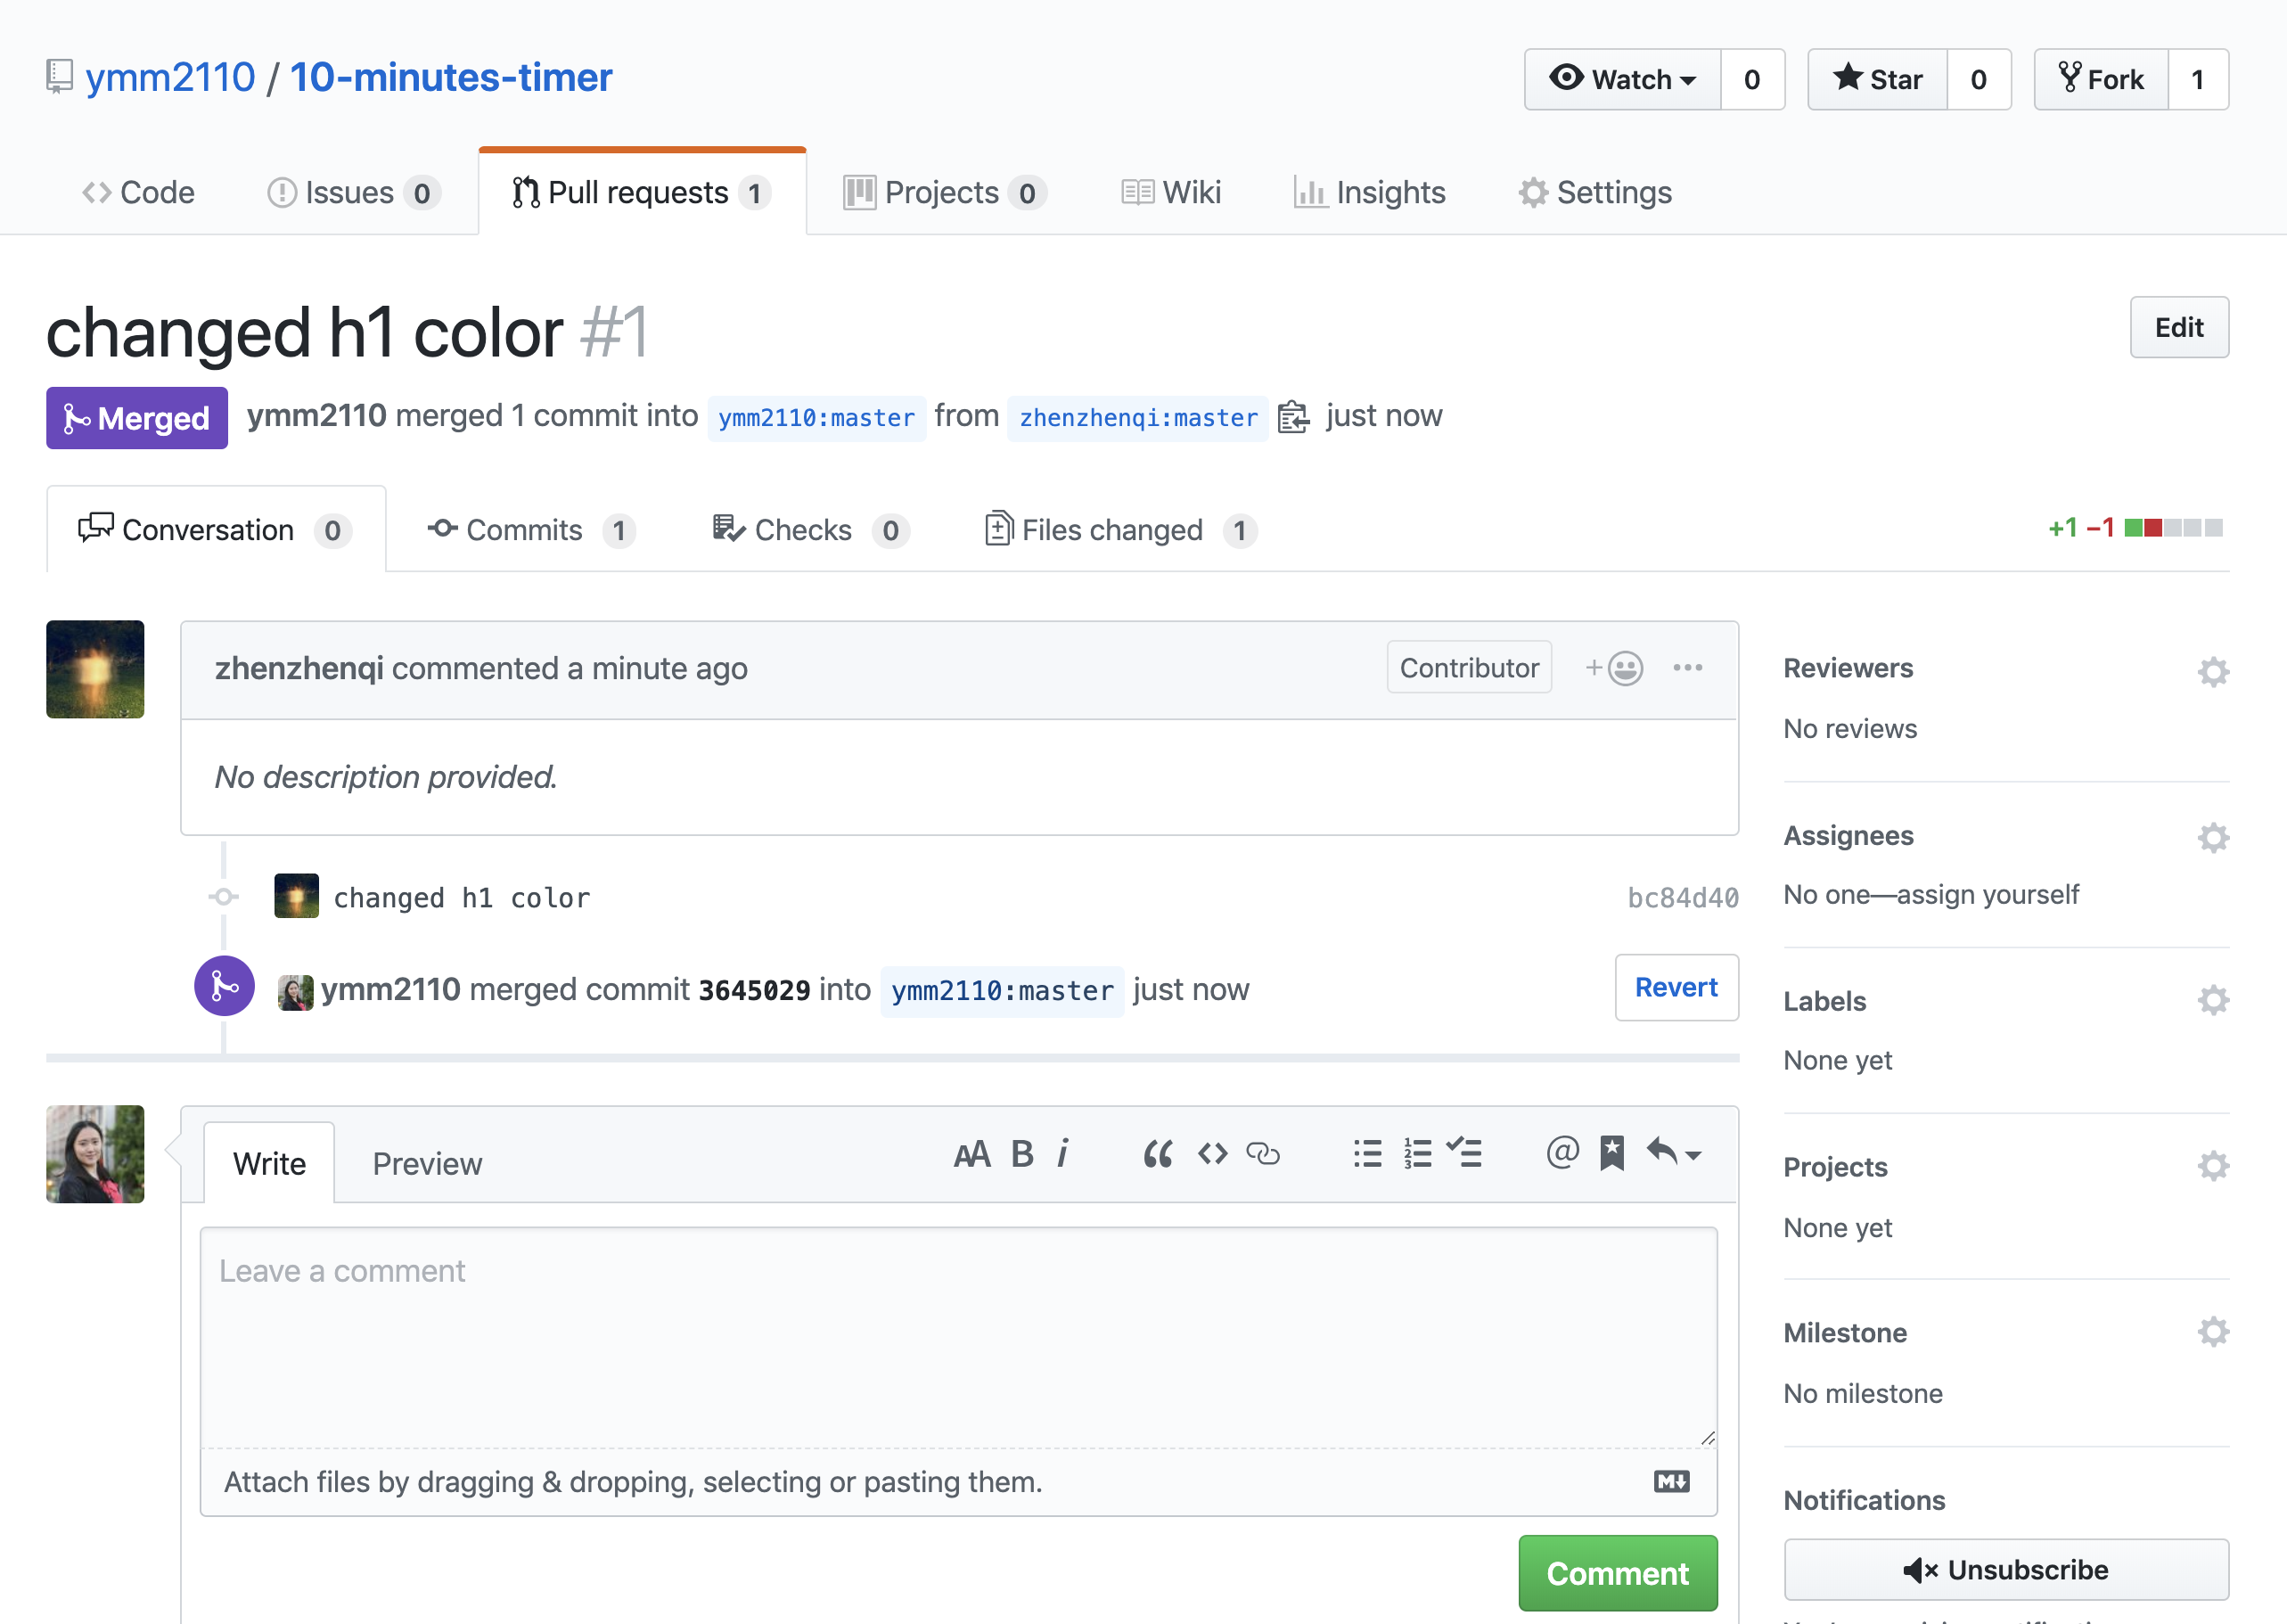 ymm2110 / 10-minutes-timer
Watch 0 Star 0 Fork 1
Code Issues 0 Pull requests 1 Projects 0 Wiki Insights Settings
changed h1 color #1
Edit
Merged ymm2110 merged 1 commit into ymm2110:master from zhenzhenqi:master just now
Conversation 0 Commits 1 Checks 0 Files changed 1
+1 −1
zhenzhenqi commented a minute ago
Contributor
No description provided.
changed h1 color bc84d40
ymm2110 merged commit 3645029 into ymm2110:master just now
Revert
Reviewers
No reviews
Assignees
No one—assign yourself
Labels
None yet
Projects
None yet
Milestone
No milestone
Notifications
Unsubscribe
Write Preview
Leave a comment
Attach files by dragging & dropping, selecting or pasting them.
Comment